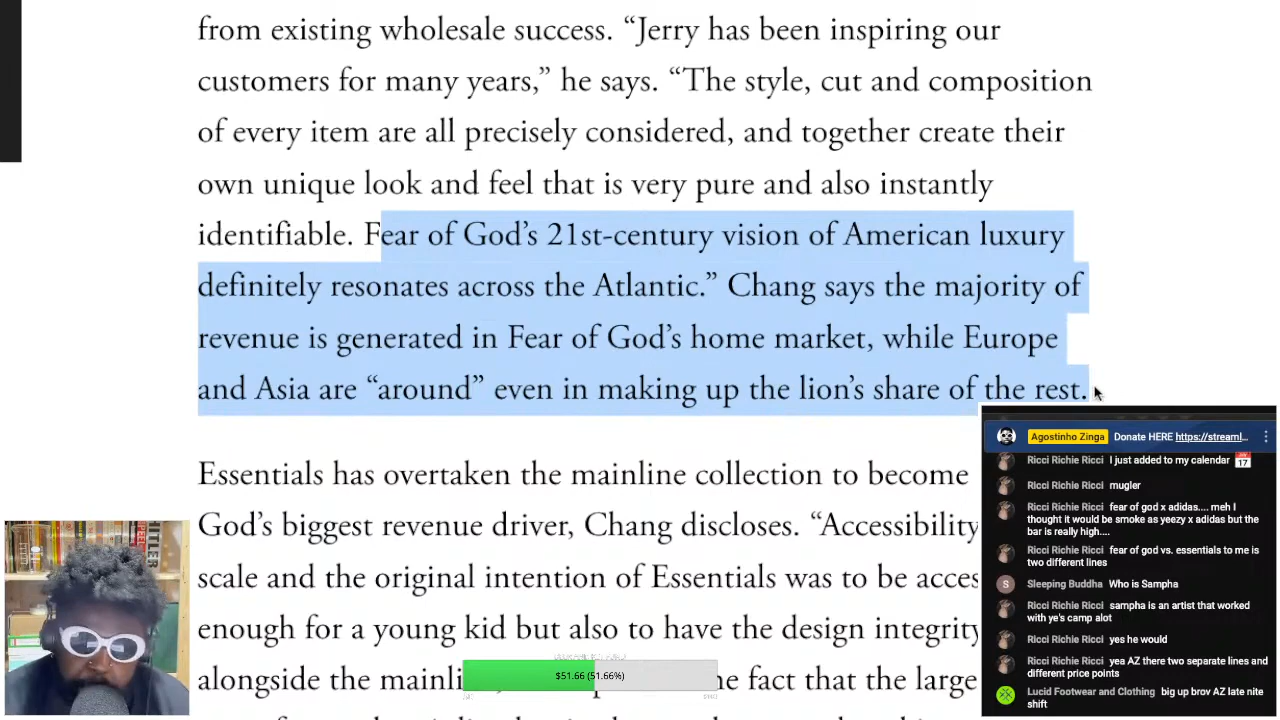 from existing wholesale success. “Jerry has been inspiring our
customers for many years,” he says. “The style, cut and composition
of every item are all precisely considered, and together create their
own unique look and feel that is very pure and also instantly
identifiable. Fear of God’s 21st-century vision of American luxury
definitely resonates across the Atlantic.” Chang says the majority of
revenue is generated in Fear of God’s home market, while Europe
and Asia are “around” even in making up the lion’s share of the rest.
Essentials has overtaken the mainline collection to become
God’s biggest revenue driver, Chang discloses. “Accessibility
scale and the original intention of Essentials was to be acces
enough for a young kid but also to have the design integrity
alongside the mainli
e fact that the large
$51.66 (51.66%)
Agostinho Zinga Donate HERE https://streaml...
Ricci Richie Ricci I just added to my calendar 17
Ricci Richie Ricci mugler
Ricci Richie Ricci fear of god x adidas.... meh I
thought it would be smoke as yeezy x adidas but the
bar is really high....
Ricci Richie Ricci fear of god vs. essentials to me is
two different lines
S Sleeping Buddha Who is Sampha
Ricci Richie Ricci sampha is an artist that worked
with ye's camp alot
Ricci Richie Ricci yes he would
Ricci Richie Ricci yea AZ there two separate lines and
different price points
Lucid Footwear and Clothing big up brov AZ late nite
shift